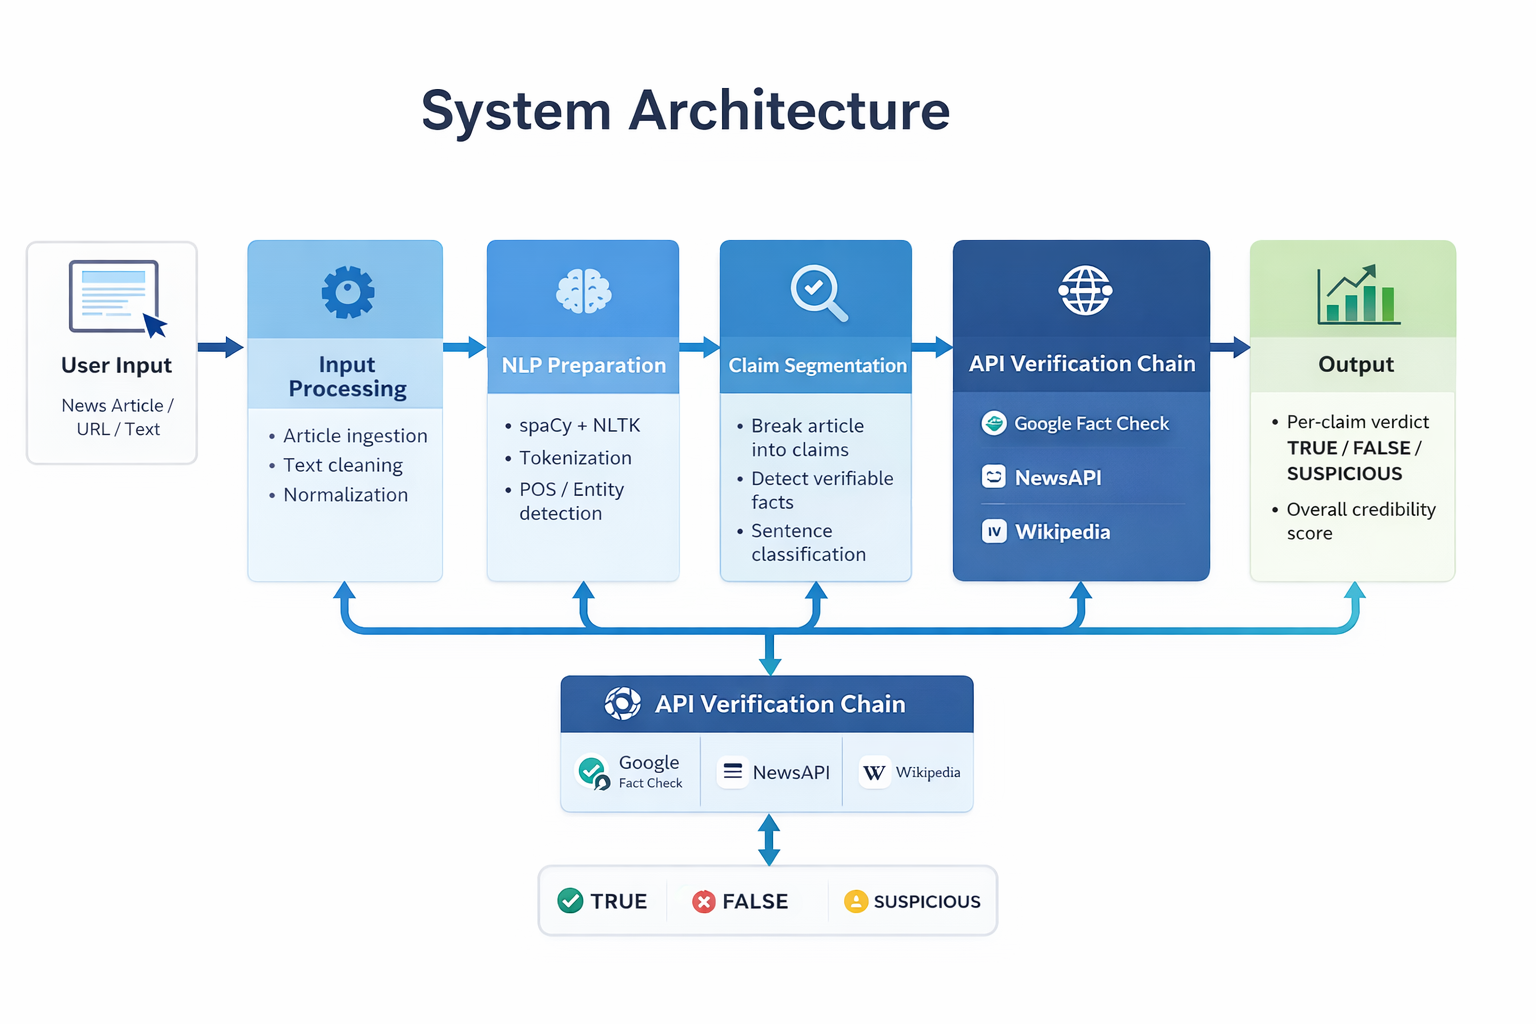 System Architecture
User Input
News Article /
URL / Text
Input
Processing
• Article ingestion
• Text cleaning
• Normalization
NLP Preparation
• spaCy + NLTK
• Tokenization
• POS / Entity
detection
Claim Segmentation
• Break article
into claims
• Detect verifiable
facts
• Sentence
classification
API Verification Chain
Google Fact Check
NewsAPI
IV Wikipedia
Output
• Per-claim verdict
TRUE / FALSE /
SUSPICIOUS
• Overall credibility
score
API Verification Chain
Google
Fact Check
NewsAPI
W Wikipedia
TRUE
FALSE
SUSPICIOUS